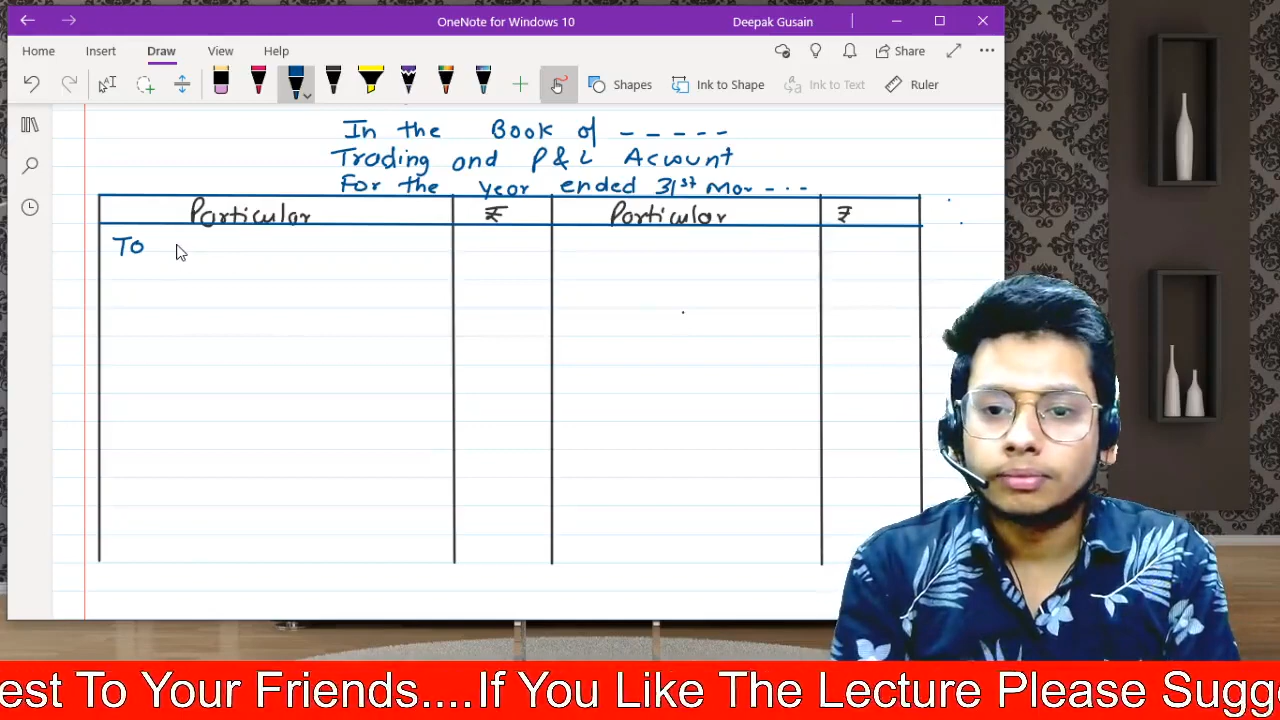 OneNote for Windows 10
Deepak Gusain
Home Insert Draw View Help Share
Shapes Ink to Shape Ink to Text Ruler
In the Book of -----
Trading and P & L Account
For the year ended 31st Mar - - -
Particular ₹ Particular ₹
To
est To Your Friends....If You Like The Lecture Please Sugg